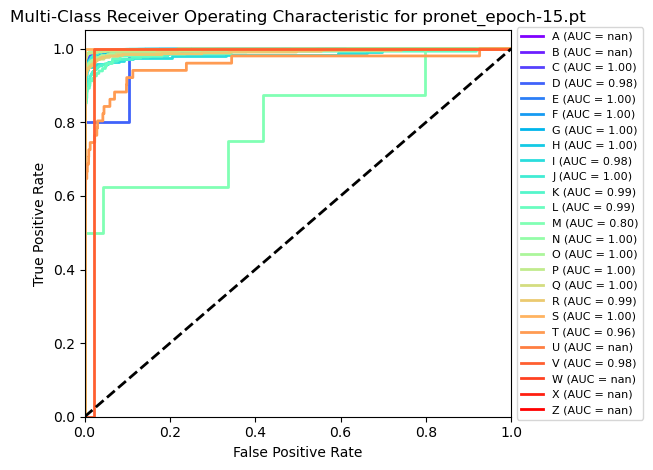 Multi-Class Receiver Operating Characteristic for pronet_epoch-15.pt
1.0
0.8
0.6
0.4
0.2
0.0
True Positive Rate
0.0 0.2 0.4 0.6 0.8 1.0
False Positive Rate
A (AUC = nan)
B (AUC = nan)
C (AUC = 1.00)
D (AUC = 0.98)
E (AUC = 1.00)
F (AUC = 1.00)
G (AUC = 1.00)
H (AUC = 1.00)
I (AUC = 0.98)
J (AUC = 1.00)
K (AUC = 0.99)
L (AUC = 0.99)
M (AUC = 0.80)
N (AUC = 1.00)
O (AUC = 1.00)
P (AUC = 1.00)
Q (AUC = 1.00)
R (AUC = 0.99)
S (AUC = 1.00)
T (AUC = 0.96)
U (AUC = nan)
V (AUC = 0.98)
W (AUC = nan)
X (AUC = nan)
Z (AUC = nan)